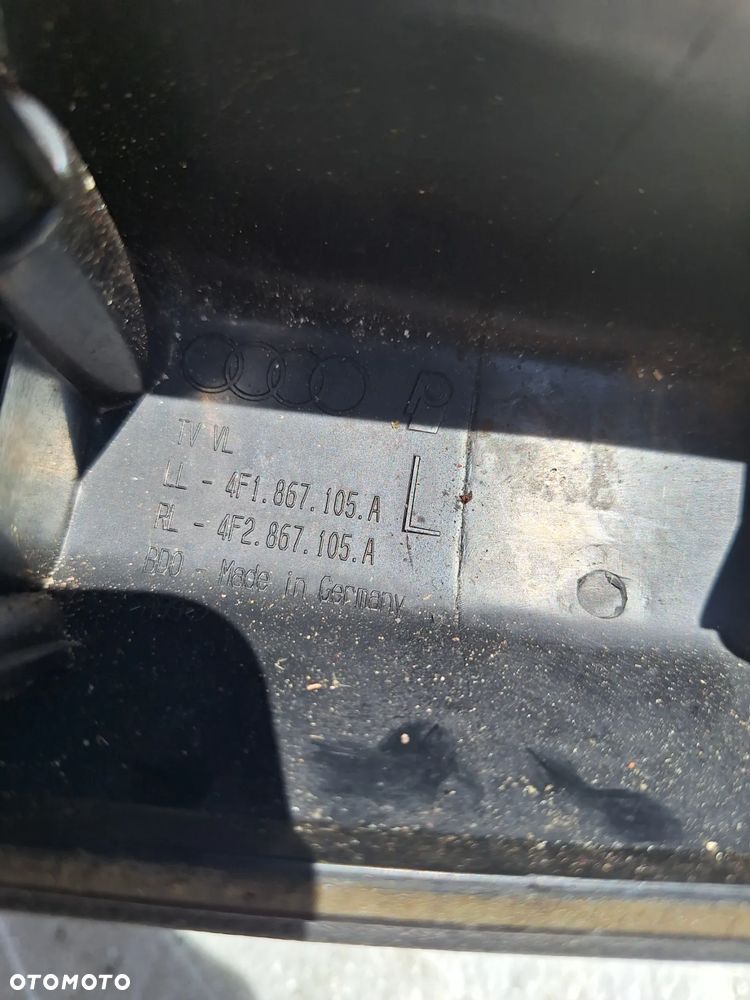 TV VL
LL - 4F1.867.105.A
L
RL - 4F2.867.105.A
BDO - Made in Germany
OTOMOTO